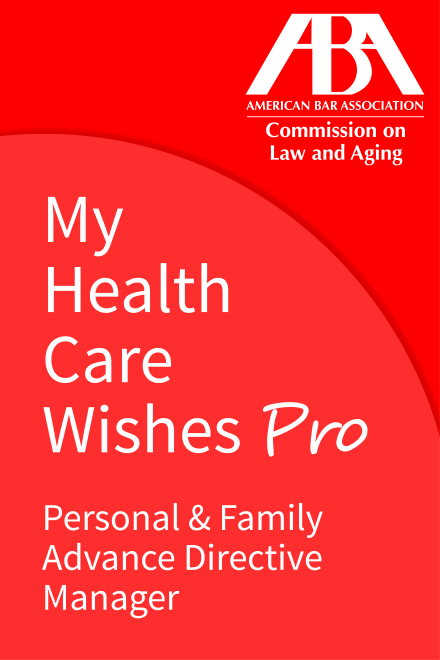 ABA
AMERICAN BAR ASSOCIATION
Commission on
Law and Aging
My
Health
Care
Wishes Pro
Personal & Family
Advance Directive
Manager